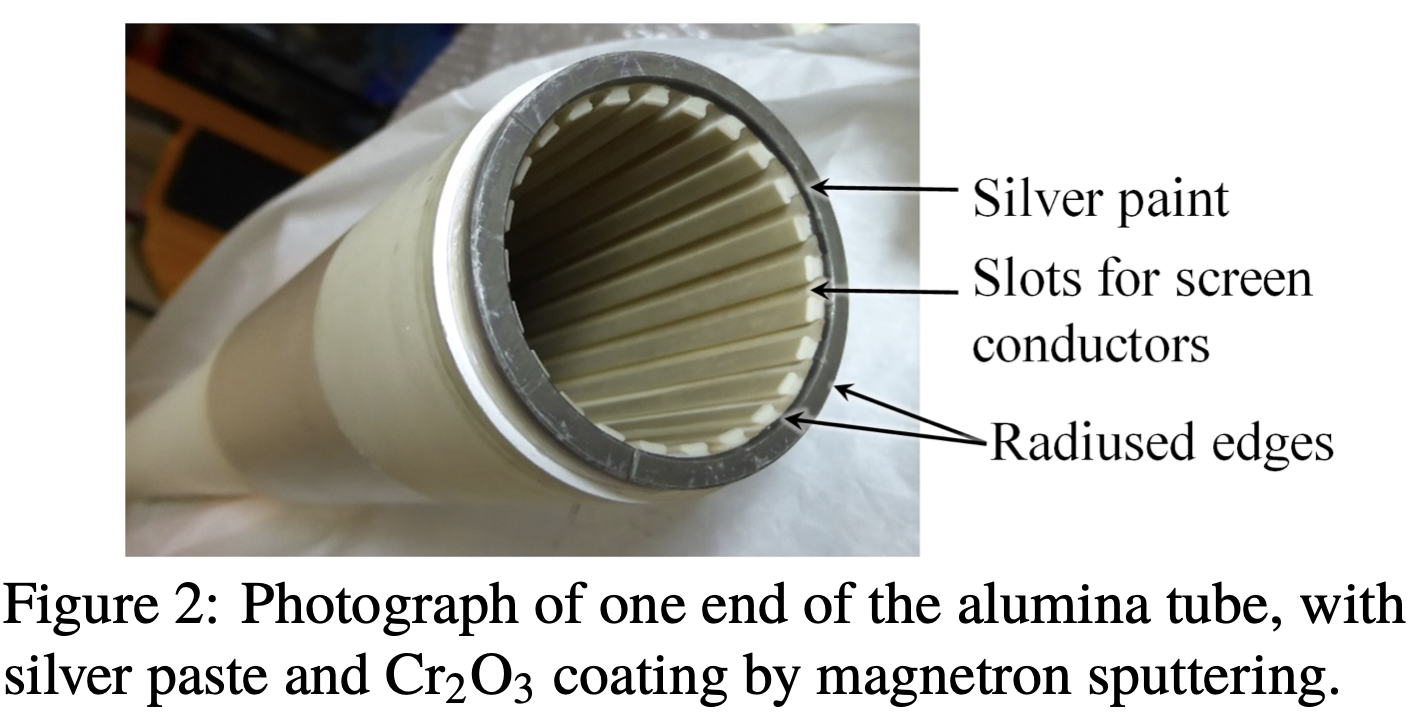 Silver paint
Slots for screen
conductors
Radiused edges
Figure 2: Photograph of one end of the alumina tube, with
silver paste and Cr₂O₃ coating by magnetron sputtering.